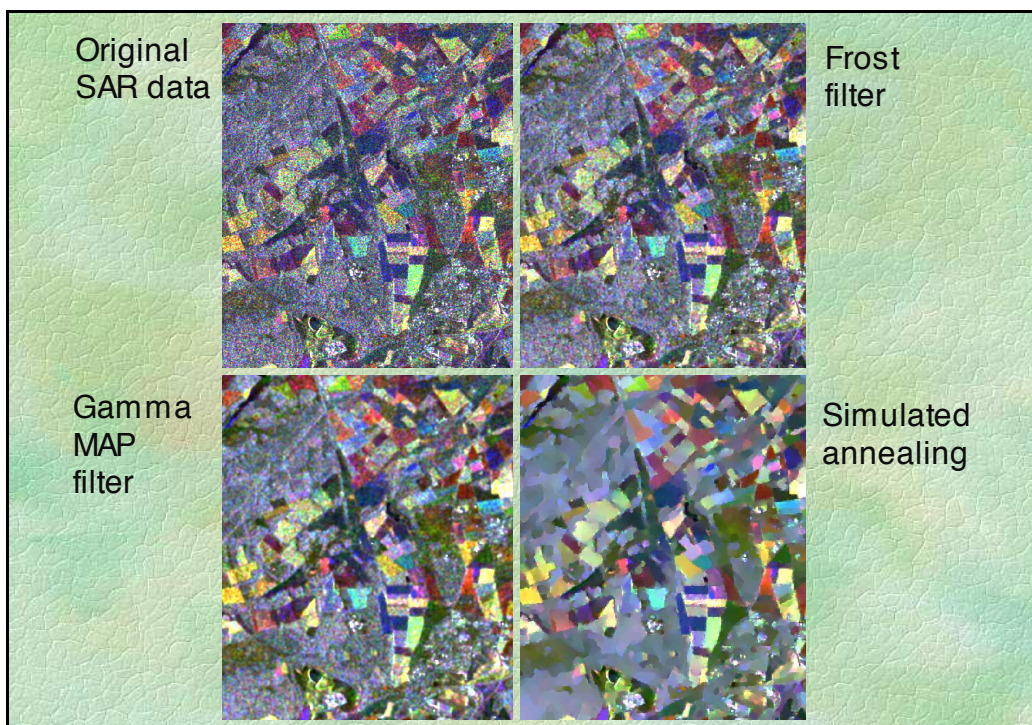 Original
SAR data
Frost
filter
Gamma
MAP
filter
Simulated
annealing